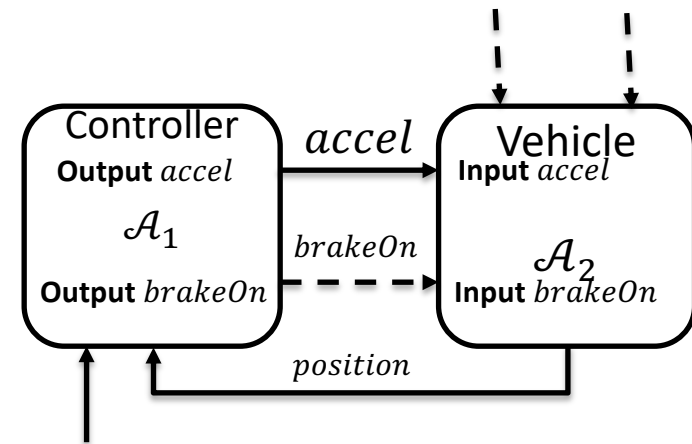 Controller
Output accel
𝒜₁
Output brakeOn
accel
brakeOn
position
Vehicle
Input accel
𝒜₂
Input brakeOn